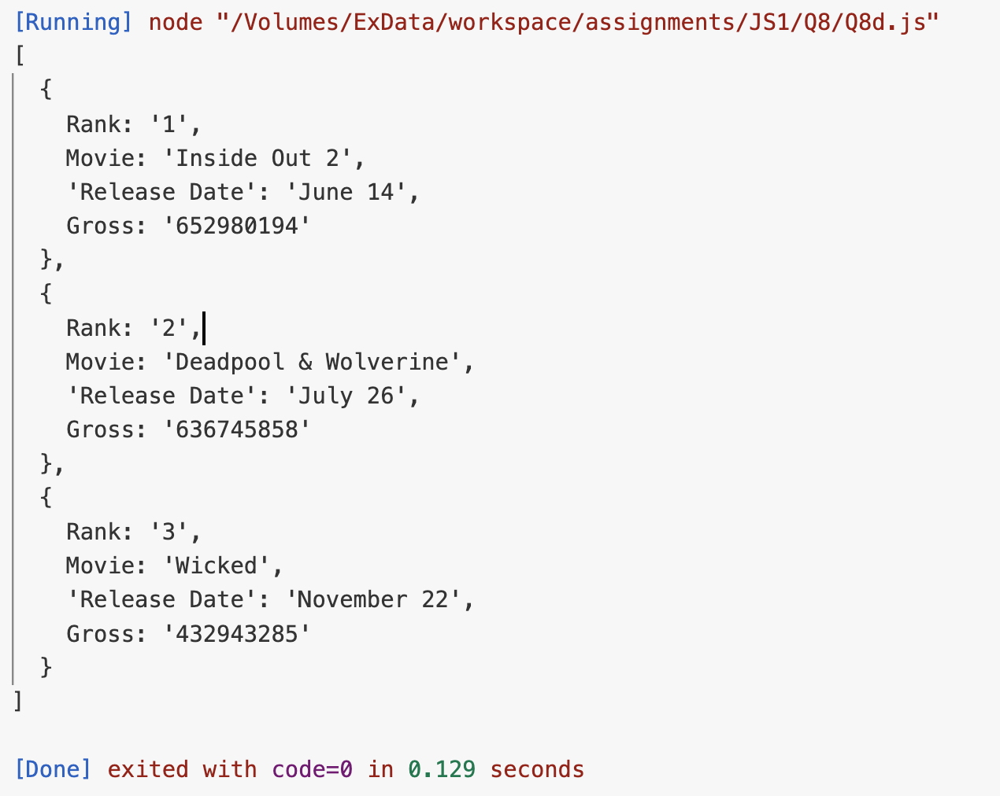 [Running] node "/Volumes/ExData/workspace/assignments/JS1/Q8/Q8d.js"
[
  {
    Rank: '1',
    Movie: 'Inside Out 2',
    'Release Date': 'June 14',
    Gross: '652980194'
  },
  {
    Rank: '2',
    Movie: 'Deadpool & Wolverine',
    'Release Date': 'July 26',
    Gross: '636745858'
  },
  {
    Rank: '3',
    Movie: 'Wicked',
    'Release Date': 'November 22',
    Gross: '432943285'
  }
]
[Done] exited with code=0 in 0.129 seconds